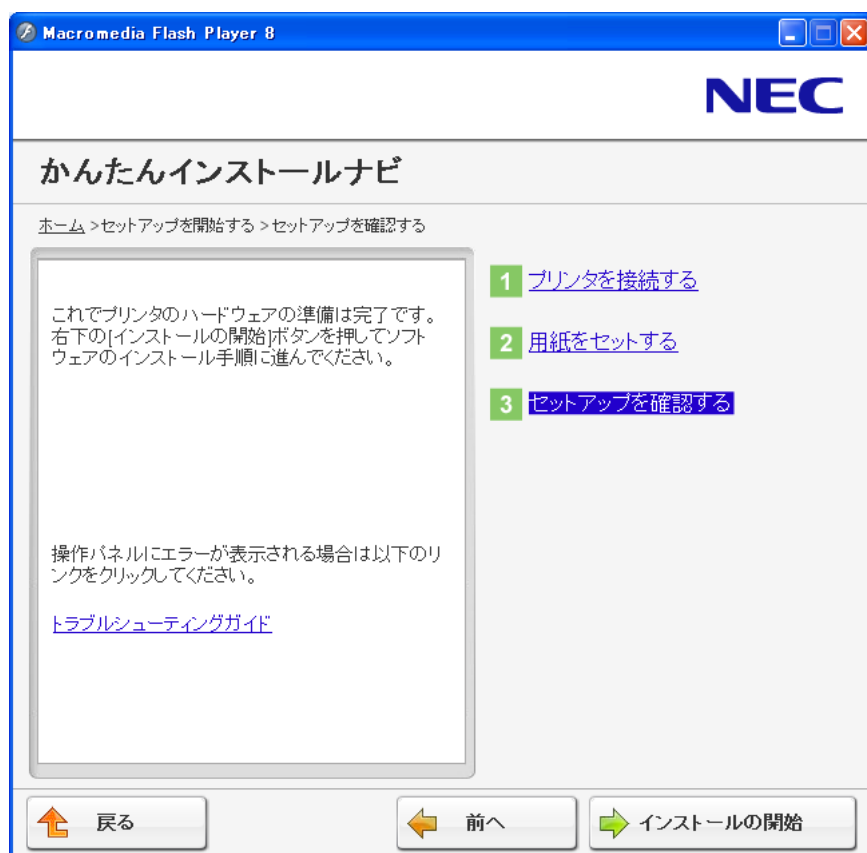 Macromedia Flash Player 8
NEC
かんたんインストールナビ
ホーム >セットアップを開始する >セットアップを確認する
これでプリンタのハードウェアの準備は完了です。
右下の[インストールの開始]ボタンを押してソフト
ウェアのインストール手順に進んでください。
操作パネルにエラーが表示される場合は以下のリ
ンクをクリックしてください。
トラブルシューティングガイド
1 プリンタを接続する
2 用紙をセットする
3 セットアップを確認する
戻る
前へ
インストールの開始